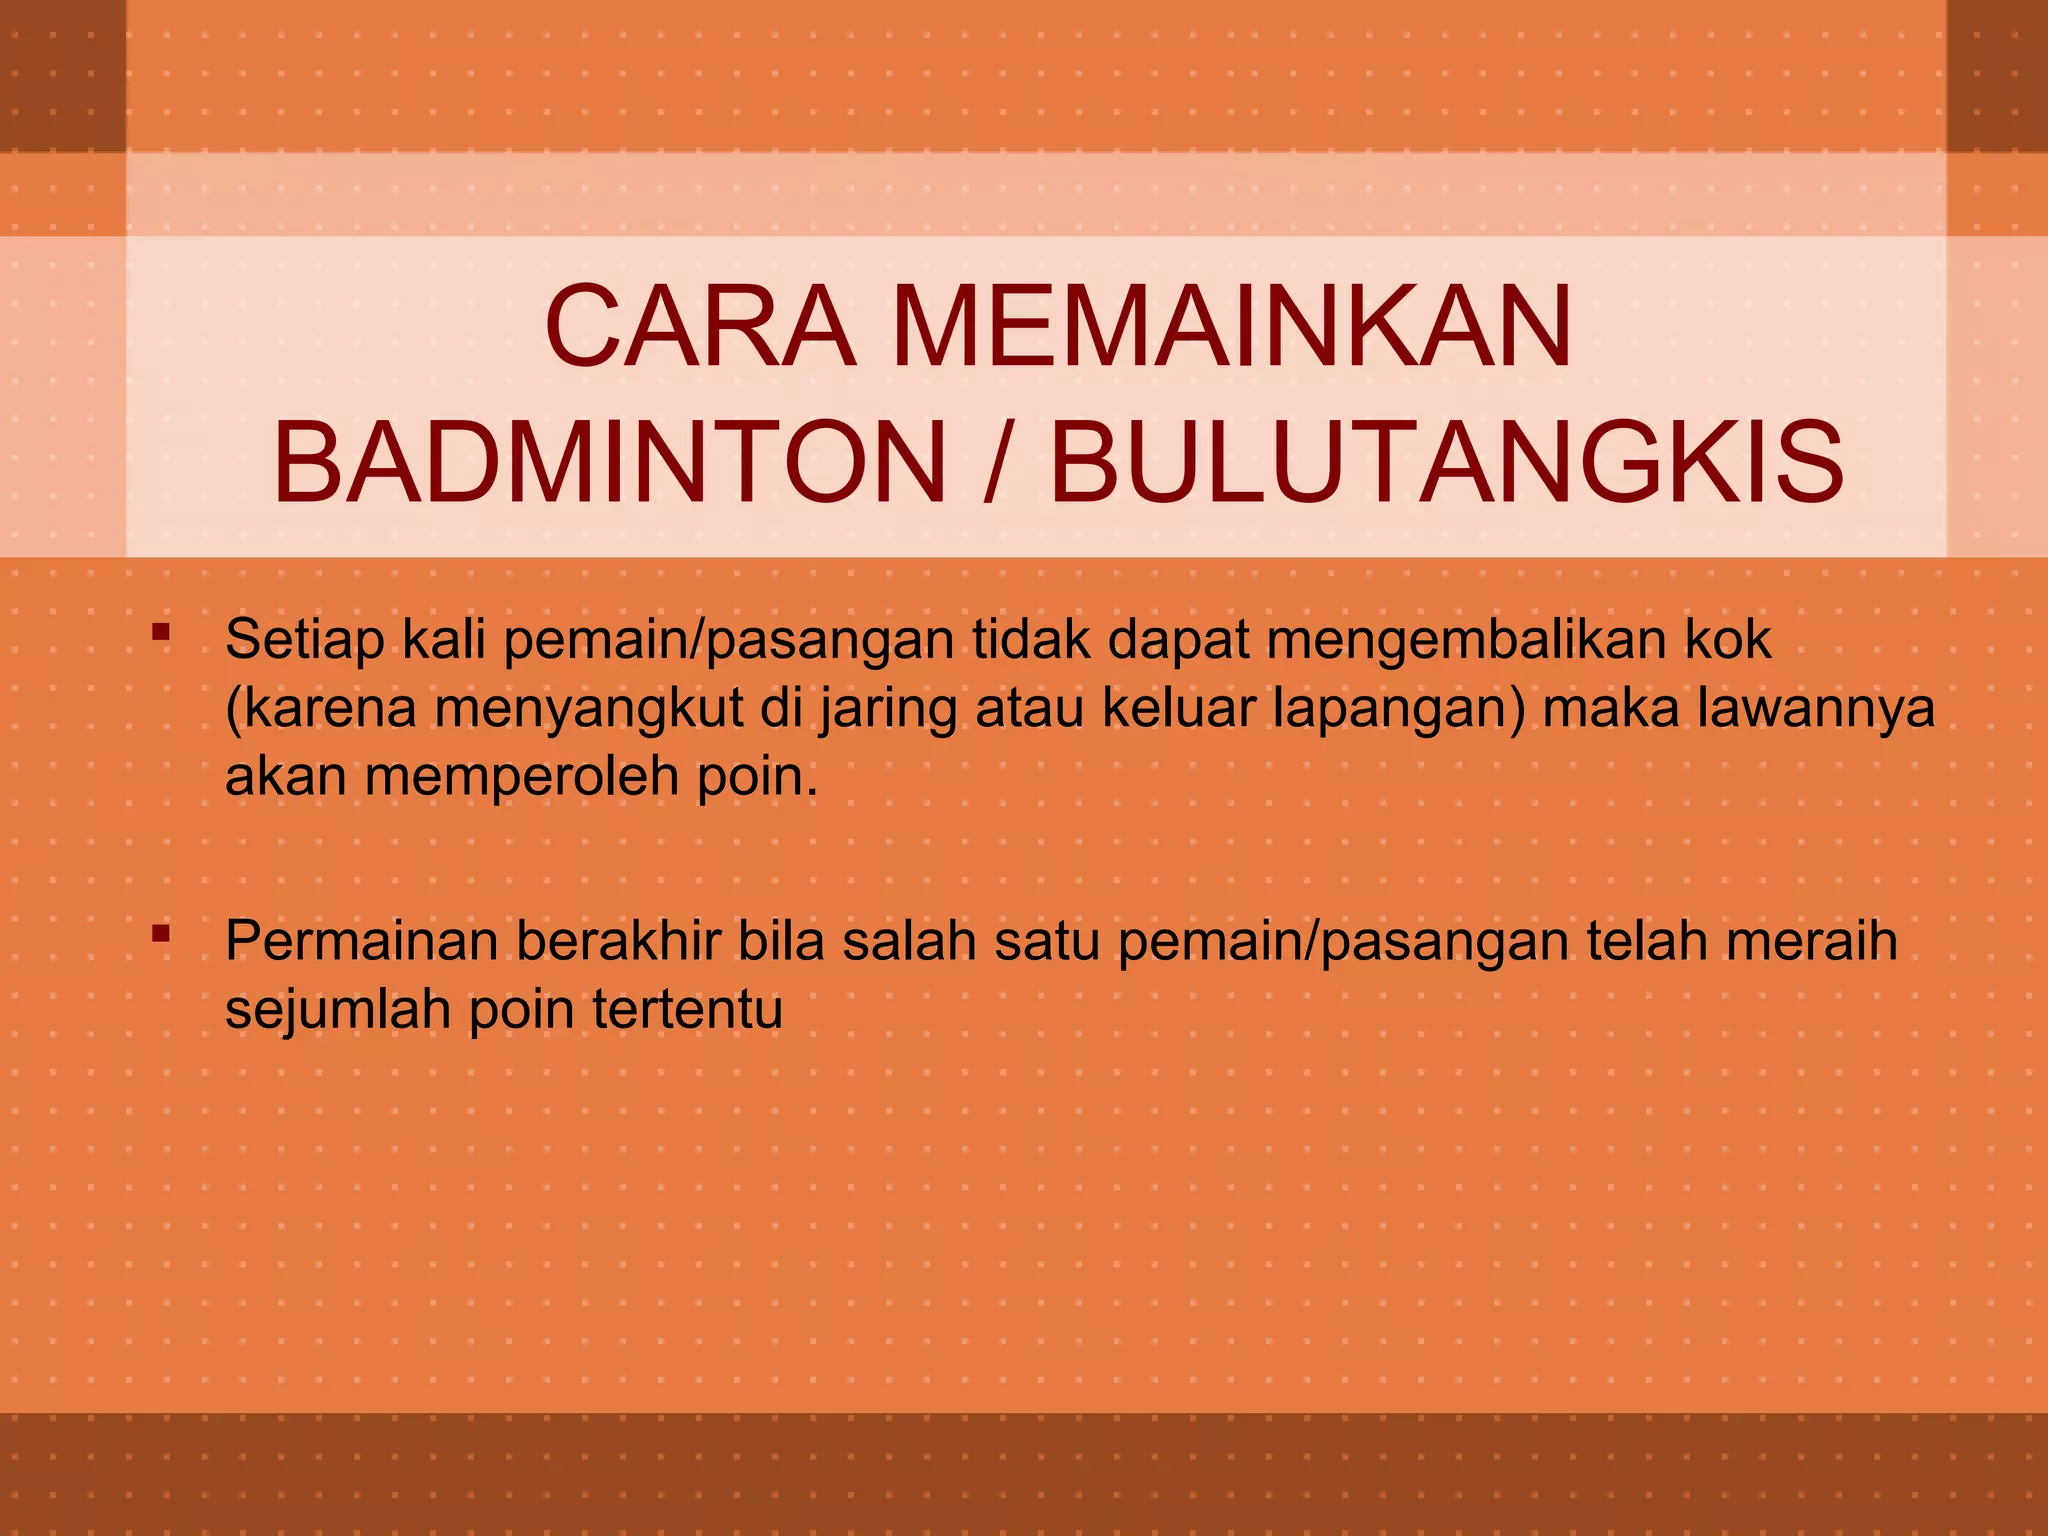 CARA MEMAINKAN
BADMINTON / BULUTANGKIS
▪ Setiap kali pemain/pasangan tidak dapat mengembalikan kok
(karena menyangkut di jaring atau keluar lapangan) maka lawannya
akan memperoleh poin.
▪ Permainan berakhir bila salah satu pemain/pasangan telah meraih
sejumlah poin tertentu